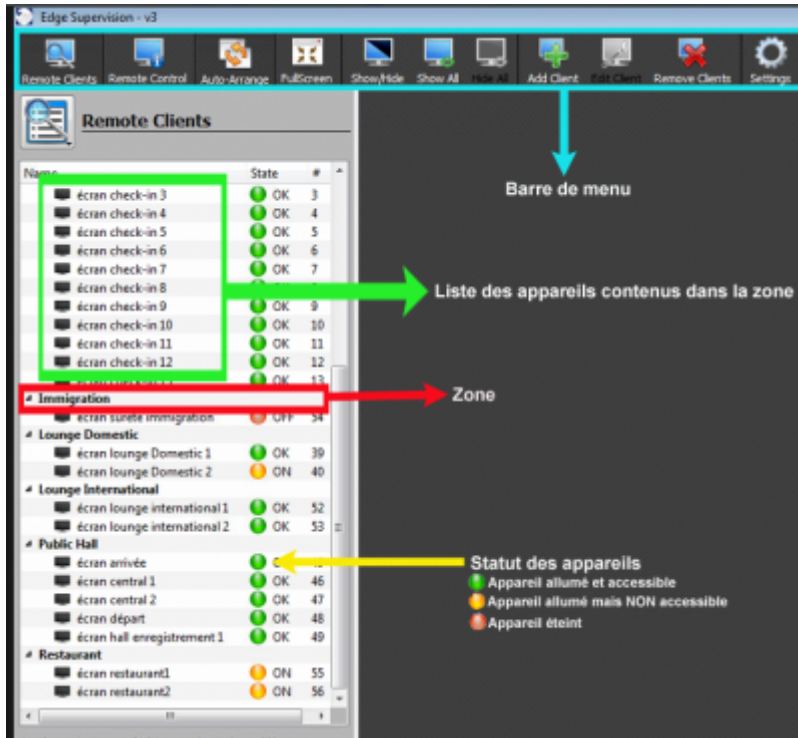 Edge Supervision - v3
Remote Clients Remote Control Auto-Arrange FullScreen Show/Hide Show All Hide All Add Client Edit Client Remove Clients Settings
Remote Clients
Name State #
écran check-in 3 OK 3
écran check-in 4 OK 4
Barre de menu
écran check-in 5 OK 5
écran check-in 6 OK 6
écran check-in 7 OK 7
écran check-in 8
Liste des appareils contenus dans la zone
écran check-in 9 OK 9
écran check-in 10 OK 10
écran check-in 11 OK 11
écran check-in 12 OK 12
OK 13
Immigration
Zone
écran sureté immigration OFF 54
Lounge Domestic
écran lounge Domestic 1 OK 39
écran lounge Domestic 2 ON 40
Lounge International
écran lounge international 1 OK 52
écran lounge international 2 OK 53
Public Hall
écran arrivée
Statut des appareils
écran central 1 OK 46
Appareil allumé et accessible
écran central 2 OK 47
Appareil allumé mais NON accessible
écran départ OK 48
Appareil éteint
écran hall enregistrement 1 OK 49
Restaurant
écran restaurant1 ON 55
écran restaurant2 ON 56